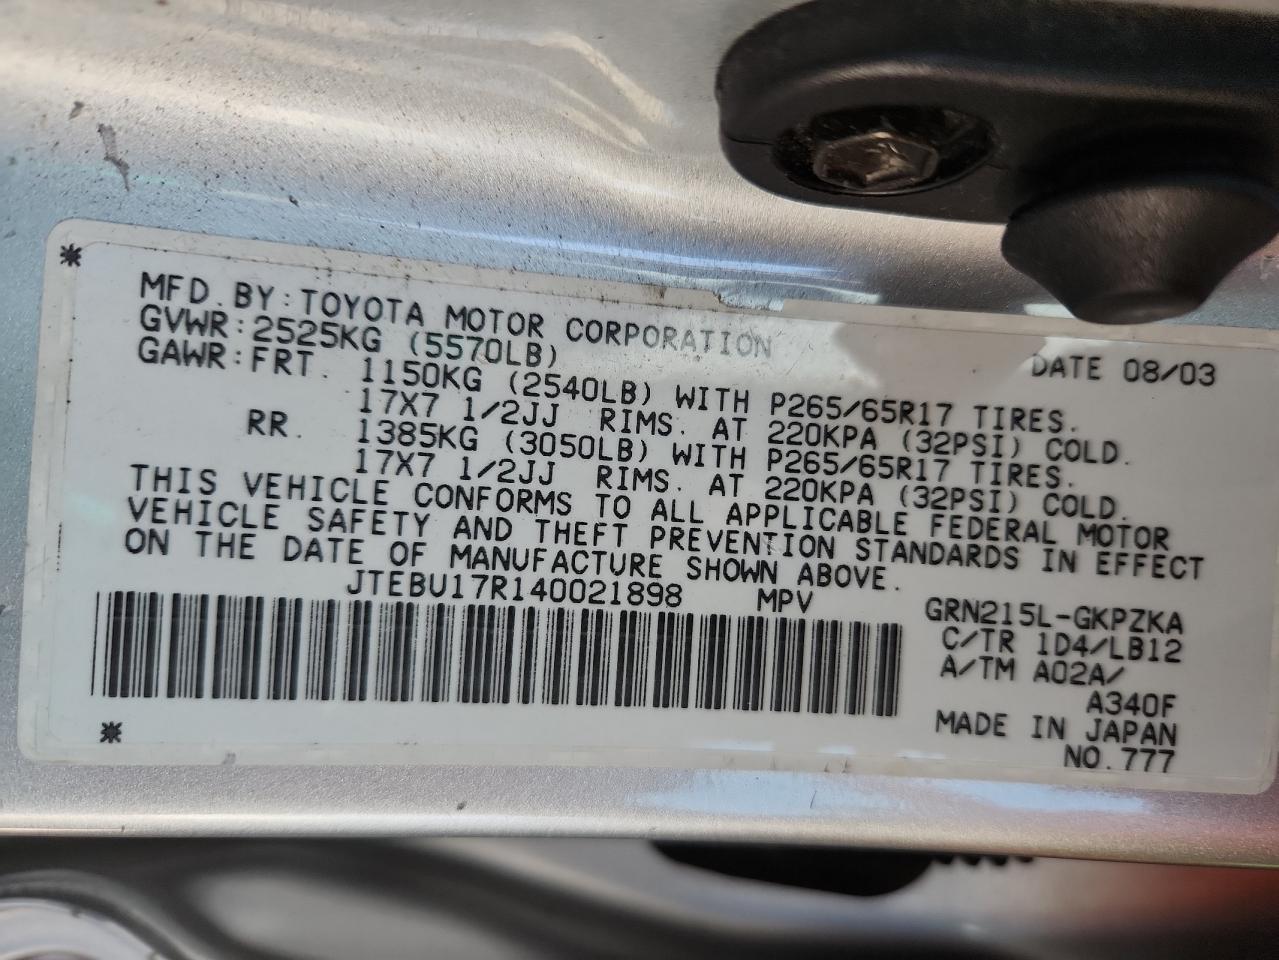 MFD.BY:TOYOTA MOTOR CORPORATION DATE 08/03
GVWR:2525KG (5570LB)
GAWR:FRT. 1150KG (2540LB) WITH P265/65R17 TIRES.
17X7 1/2JJ RIMS. AT 220KPA (32PSI) COLD.
RR. 1385KG (3050LB) WITH P265/65R17 TIRES.
17X7 1/2JJ RIMS. AT 220KPA (32PSI) COLD.
THIS VEHICLE CONFORMS TO ALL APPLICABLE FEDERAL MOTOR
VEHICLE SAFETY AND THEFT PREVENTION STANDARDS IN EFFECT
ON THE DATE OF MANUFACTURE SHOWN ABOVE.
JTEBU17R140021898 MPV
GRN215L-GKPZKA
C/TR 1D4/LB12
A/TM A02A/
A340F
MADE IN JAPAN
NO.777